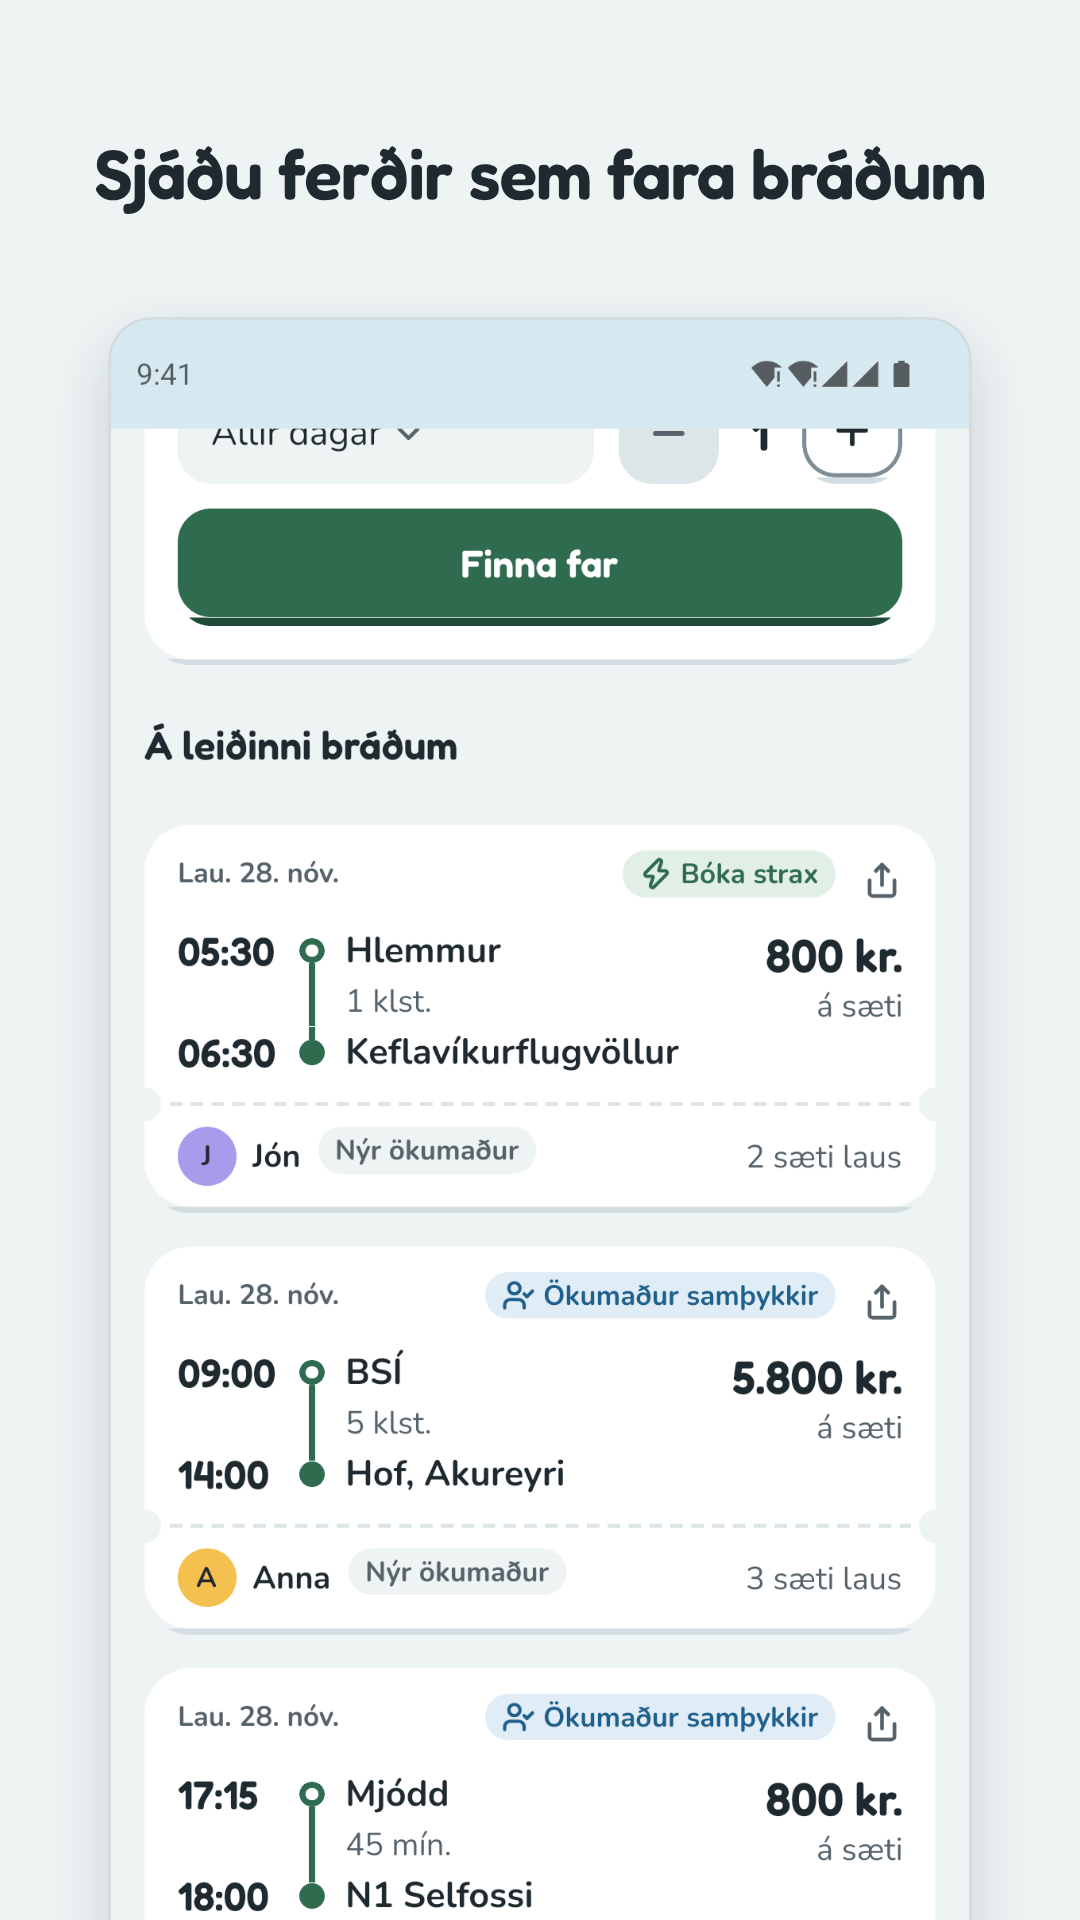 Sjáðu ferðir sem fara bráðum
9:41
Allir dagar
1
Finna far
Á leiðinni bráðum
Lau. 28. nóv.
Bóka strax
05:30 Hlemmur 800 kr.
1 klst. á sæti
06:30 Keflavíkurflugvöllur
J Jón Nýr ökumaður 2 sæti laus
Lau. 28. nóv.
Ökumaður samþykkir
09:00 BSÍ 5.800 kr.
5 klst. á sæti
14:00 Hof, Akureyri
A Anna Nýr ökumaður 3 sæti laus
Lau. 28. nóv.
Ökumaður samþykkir
17:15 Mjódd 800 kr.
45 mín. á sæti
18:00 N1 Selfossi